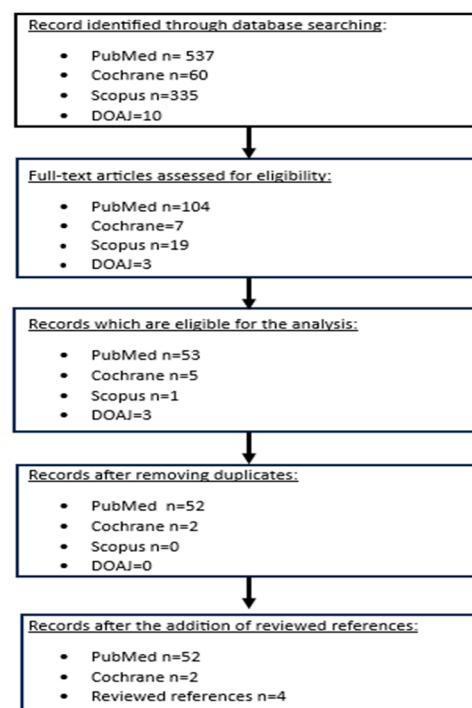 Record identified through database searching:
• PubMed n= 537
• Cochrane n=60
• Scopus n=335
• DOAJ=10
Full-text articles assessed for eligibility:
• PubMed n=104
• Cochrane=7
• Scopus n=19
• DOAJ=3
Records which are eligible for the analysis:
• PubMed n=53
• Cochrane n=5
• Scopus n=1
• DOAJ=3
Records after removing duplicates:
• PubMed n=52
• Cochrane n=2
• Scopus n=0
• DOAJ=0
Records after the addition of reviewed references:
• PubMed n=52
• Cochrane n=2
• Reviewed references n=4